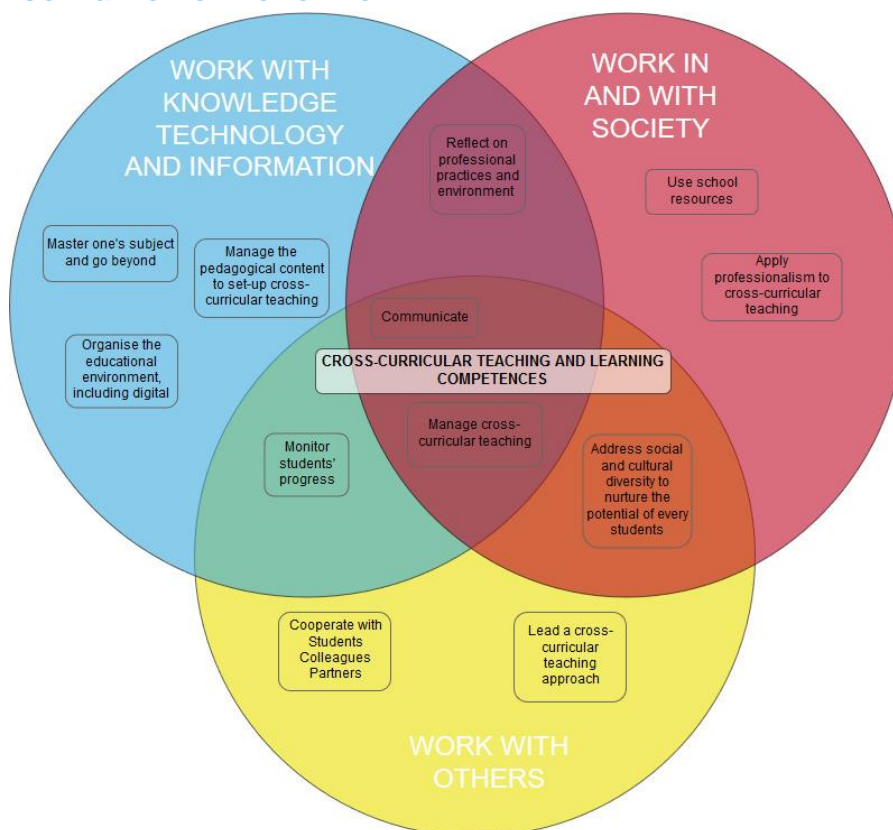 WORK WITH
KNOWLEDGE
TECHNOLOGY
AND INFORMATION
WORK IN
AND WITH
SOCIETY
Reflect on
professional
practices and
environment
Use school
resources
Master one's subject
and go beyond
Manage the
pedagogical content
to set-up cross-
curricular teaching
Apply
professionalism to
cross-curricular
teaching
Organise the
educational
environment,
including digital
Communicate
CROSS-CURRICULAR TEACHING AND LEARNING
COMPETENCES
Manage cross-
curricular teaching
Monitor
students'
progress
Address social
and cultural
diversity to
nurture the
potential of every
students
Cooperate with
Students
Colleagues
Partners
Lead a cross-
curricular
teaching
approach
WORK WITH
OTHERS